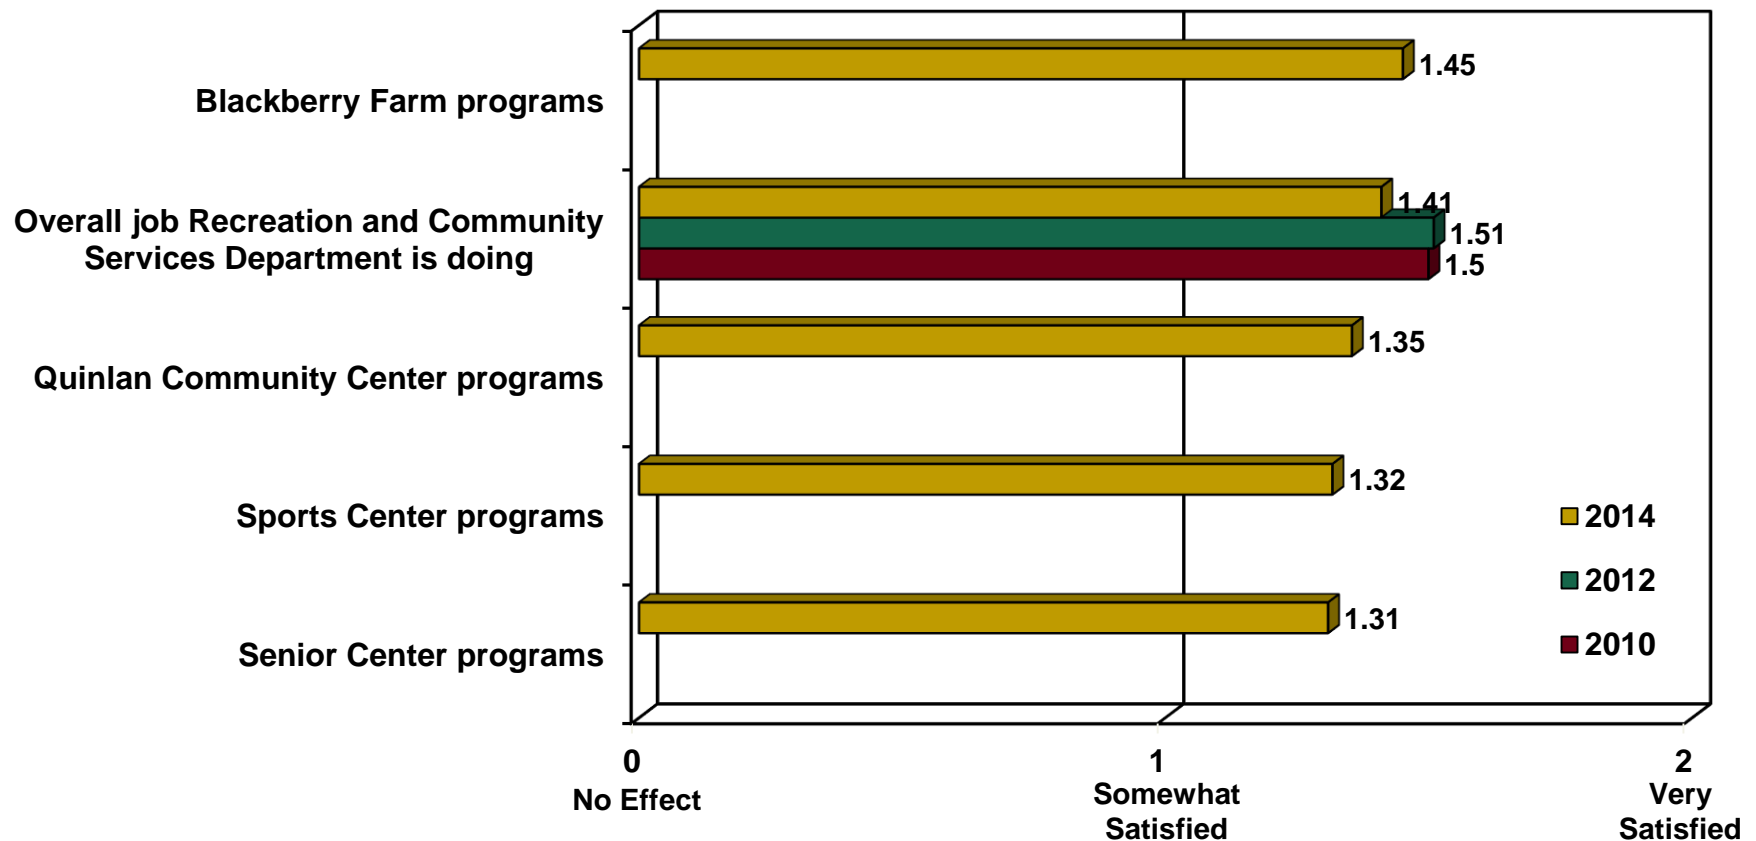 1.45
Blackberry Farm programs
1.41
Overall job Recreation and Community
Services Department is doing
1.51
1.5
1.35
Quinlan Community Center programs
1.32
Sports Center programs
2014
2012
1.31
Senior Center programs
2010
0
1
2
No Effect
Somewhat
Satisfied
Very
Satisfied